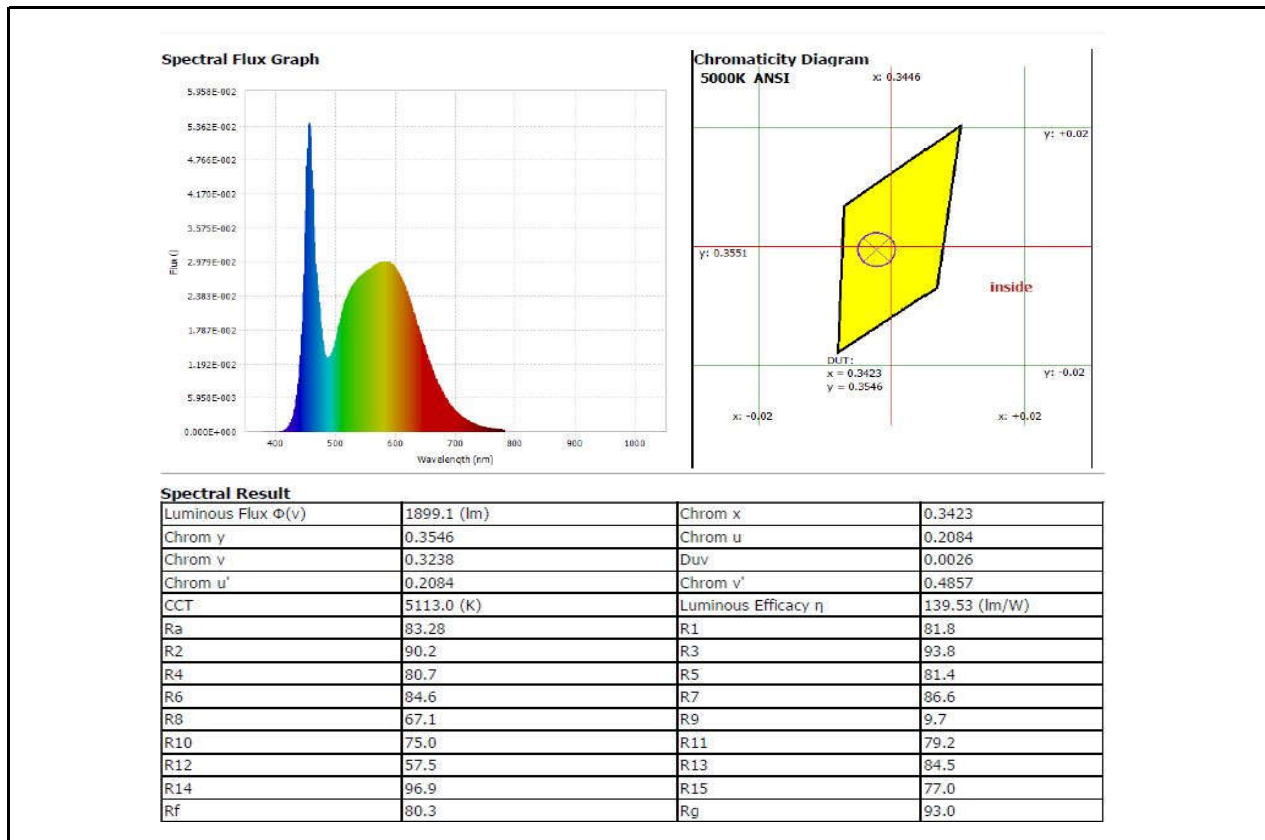 Spectral Flux Graph
5.958E-002
5.362E-002
4.766E-002
4.170E-002
3.575E-002
2.979E-002
2.383E-002
1.787E-002
1.192E-002
5.958E-003
0.000E+000
Flux ()
400 500 600 700 800 900 1000
Wavelength (nm)
Chromaticity Diagram
5000K ANSI
x: 0.3446
y: +0.02
y: 0.3551
inside
DUT:
x = 0.3423
y = 0.3546
y: -0.02
x: -0.02
x: +0.02
Spectral Result
Luminous Flux Φ(v) 1899.1 (lm) Chrom x 0.3423
Chrom y 0.3546 Chrom u 0.2084
Chrom v 0.3238 Duv 0.0026
Chrom u' 0.2084 Chrom v' 0.4857
CCT 5113.0 (K) Luminous Efficacy η 139.53 (lm/W)
Ra 83.28 R1 81.8
R2 90.2 R3 93.8
R4 80.7 R5 81.4
R6 84.6 R7 86.6
R8 67.1 R9 9.7
R10 75.0 R11 79.2
R12 57.5 R13 84.5
R14 96.9 R15 77.0
Rf 80.3 Rg 93.0